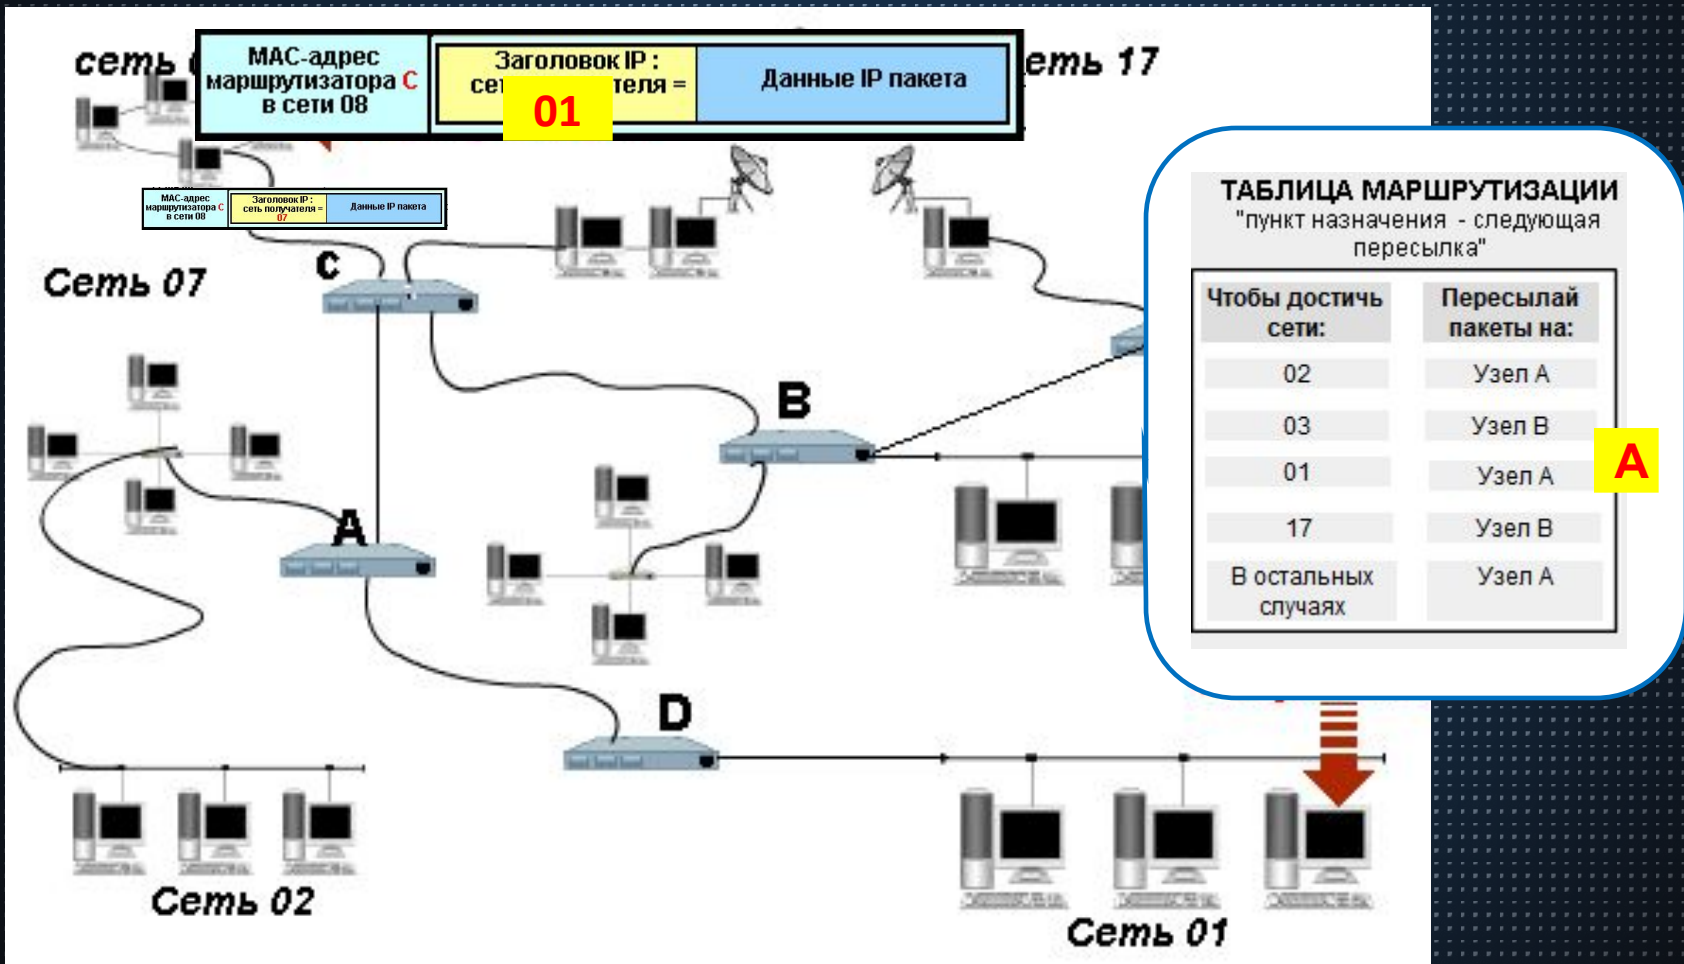 сеть
МАС-адрес
маршрутизатора С
в сети 08
Заголовок IP :
=
01
Данные IP пакета
Сеть 17
МАС-адрес
маршрутизатора С
в сети 08
Заголовок IP :
сеть получателя =
07
Данные IP пакета
Сеть 07
C
B
A
D
Сеть 02
Сеть 01
ТАБЛИЦА МАРШРУТИЗАЦИИ
"пункт назначения - следующая
пересылка"
Чтобы достичь
сети:
Пересылай
пакеты на:
02
Узел А
03
Узел В
01
Узел А
А
17
Узел В
В остальных
случаях
Узел А